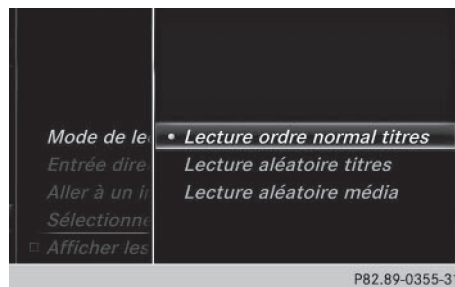 Mode de le
• Lecture ordre normal titres
Entrée dire
Lecture aléatoire titres
Aller à un i
Lecture aléatoire média
Sélectionne
Afficher les
P82.89-0355-31